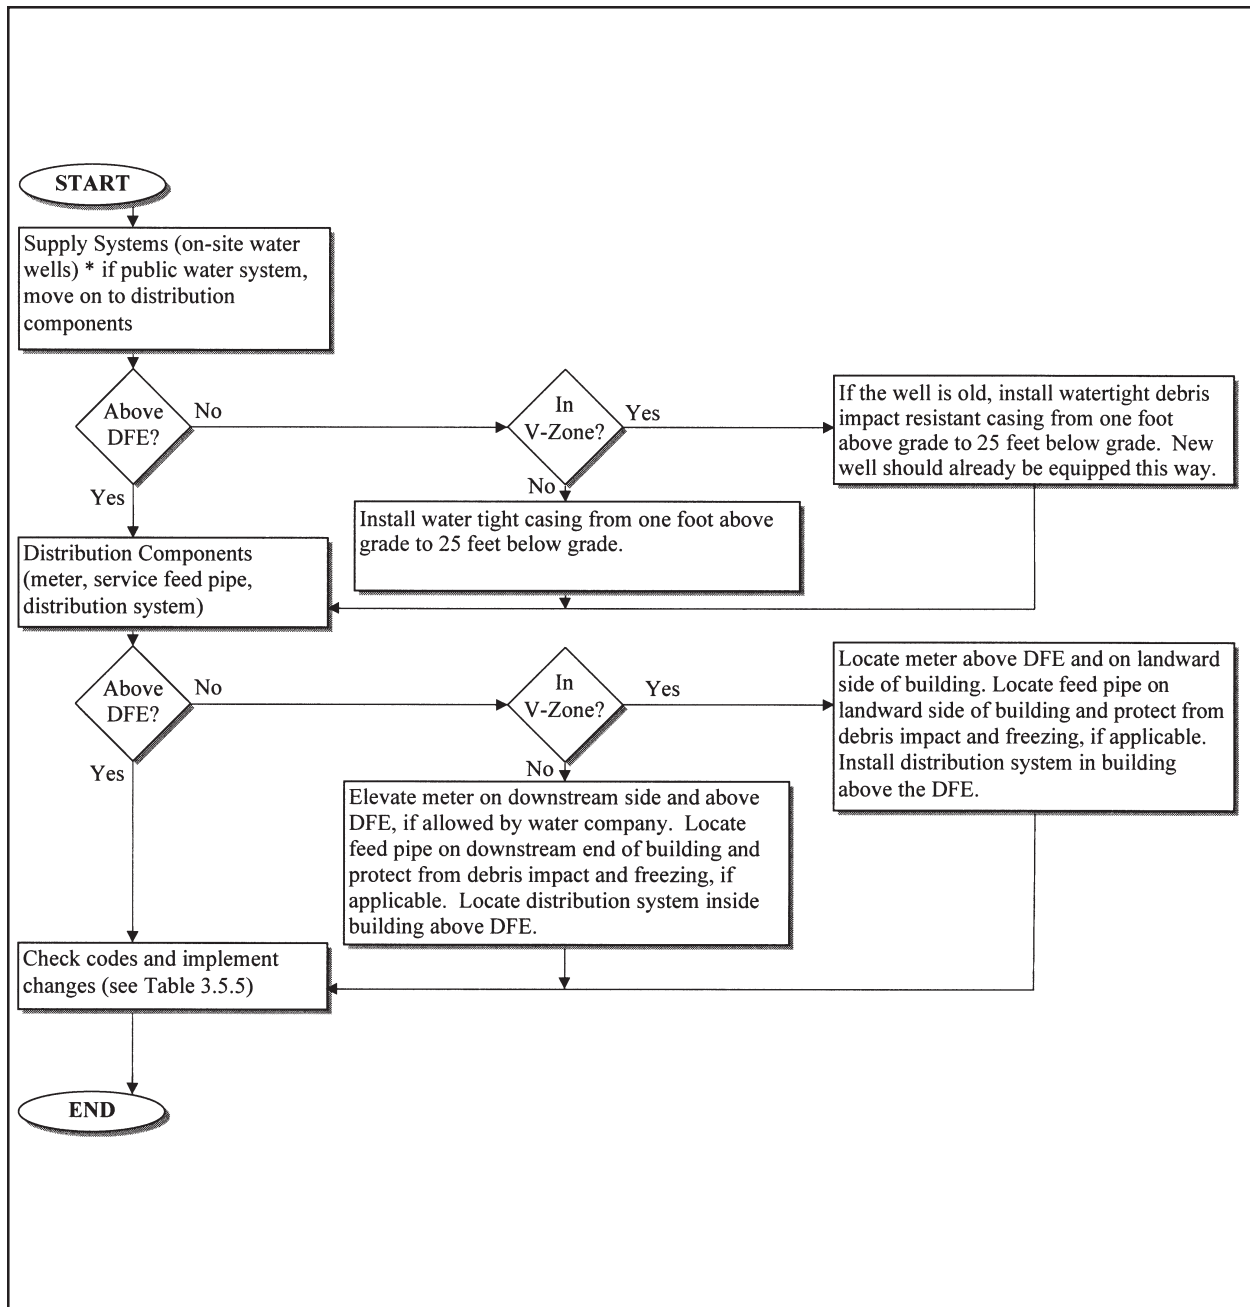 START
Supply Systems (on-site water
wells) * if public water system,
move on to distribution
components
Above
DFE?
No
In
V-Zone?
Yes
If the well is old, install watertight debris
impact resistant casing from one foot
above grade to 25 feet below grade.  New
well should already be equipped this way.
Yes
No
Install water tight casing from one foot above
grade to 25 feet below grade.
Distribution Components
(meter, service feed pipe,
distribution system)
Above
DFE?
No
In
V-Zone?
Yes
Locate meter above DFE and on landward
side of building. Locate feed pipe on
landward side of building and protect from
debris impact and freezing, if applicable.
Install distribution system in building
above the DFE.
Yes
No
Elevate meter on downstream side and above
DFE, if allowed by water company.  Locate
feed pipe on downstream end of building and
protect from debris impact and freezing, if
applicable.  Locate distribution system inside
building above DFE.
Check codes and implement
changes (see Table 3.5.5)
END